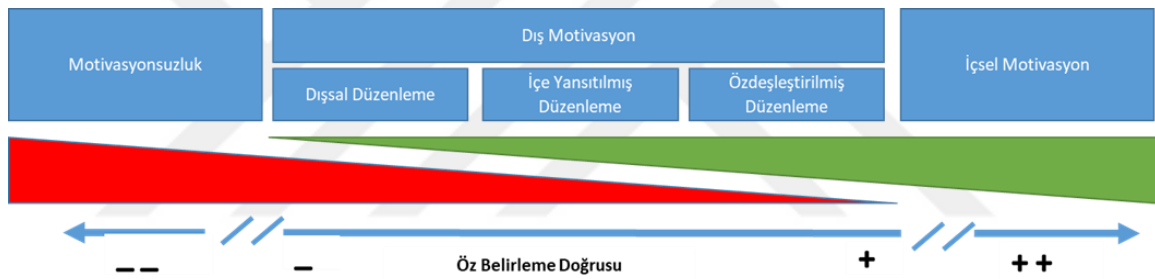 Motivasyonsuzluk
Dış Motivasyon
Dışsal Düzenleme
İçe Yansıtılmış
Düzenleme
Özdeşleştirilmiş
Düzenleme
İçsel Motivasyon
– –
–
Öz Belirleme Doğrusu
+
+ +